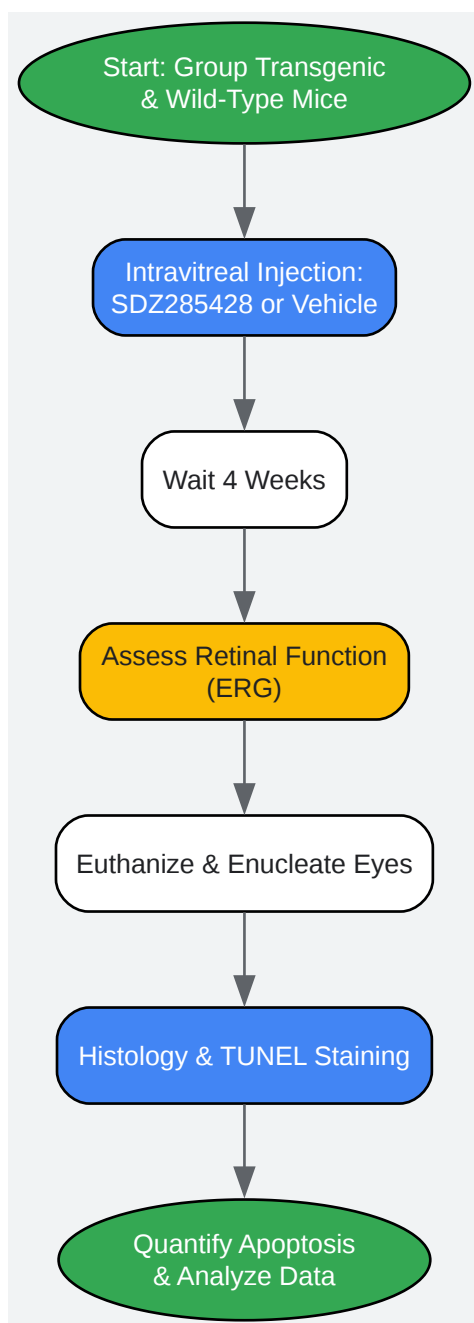 Start: Group Transgenic
& Wild-Type Mice
Intravitreal Injection:
SDZ285428 or Vehicle
Wait 4 Weeks
Assess Retinal Function
(ERG)
Euthanize & Enucleate Eyes
Histology & TUNEL Staining
Quantify Apoptosis
& Analyze Data